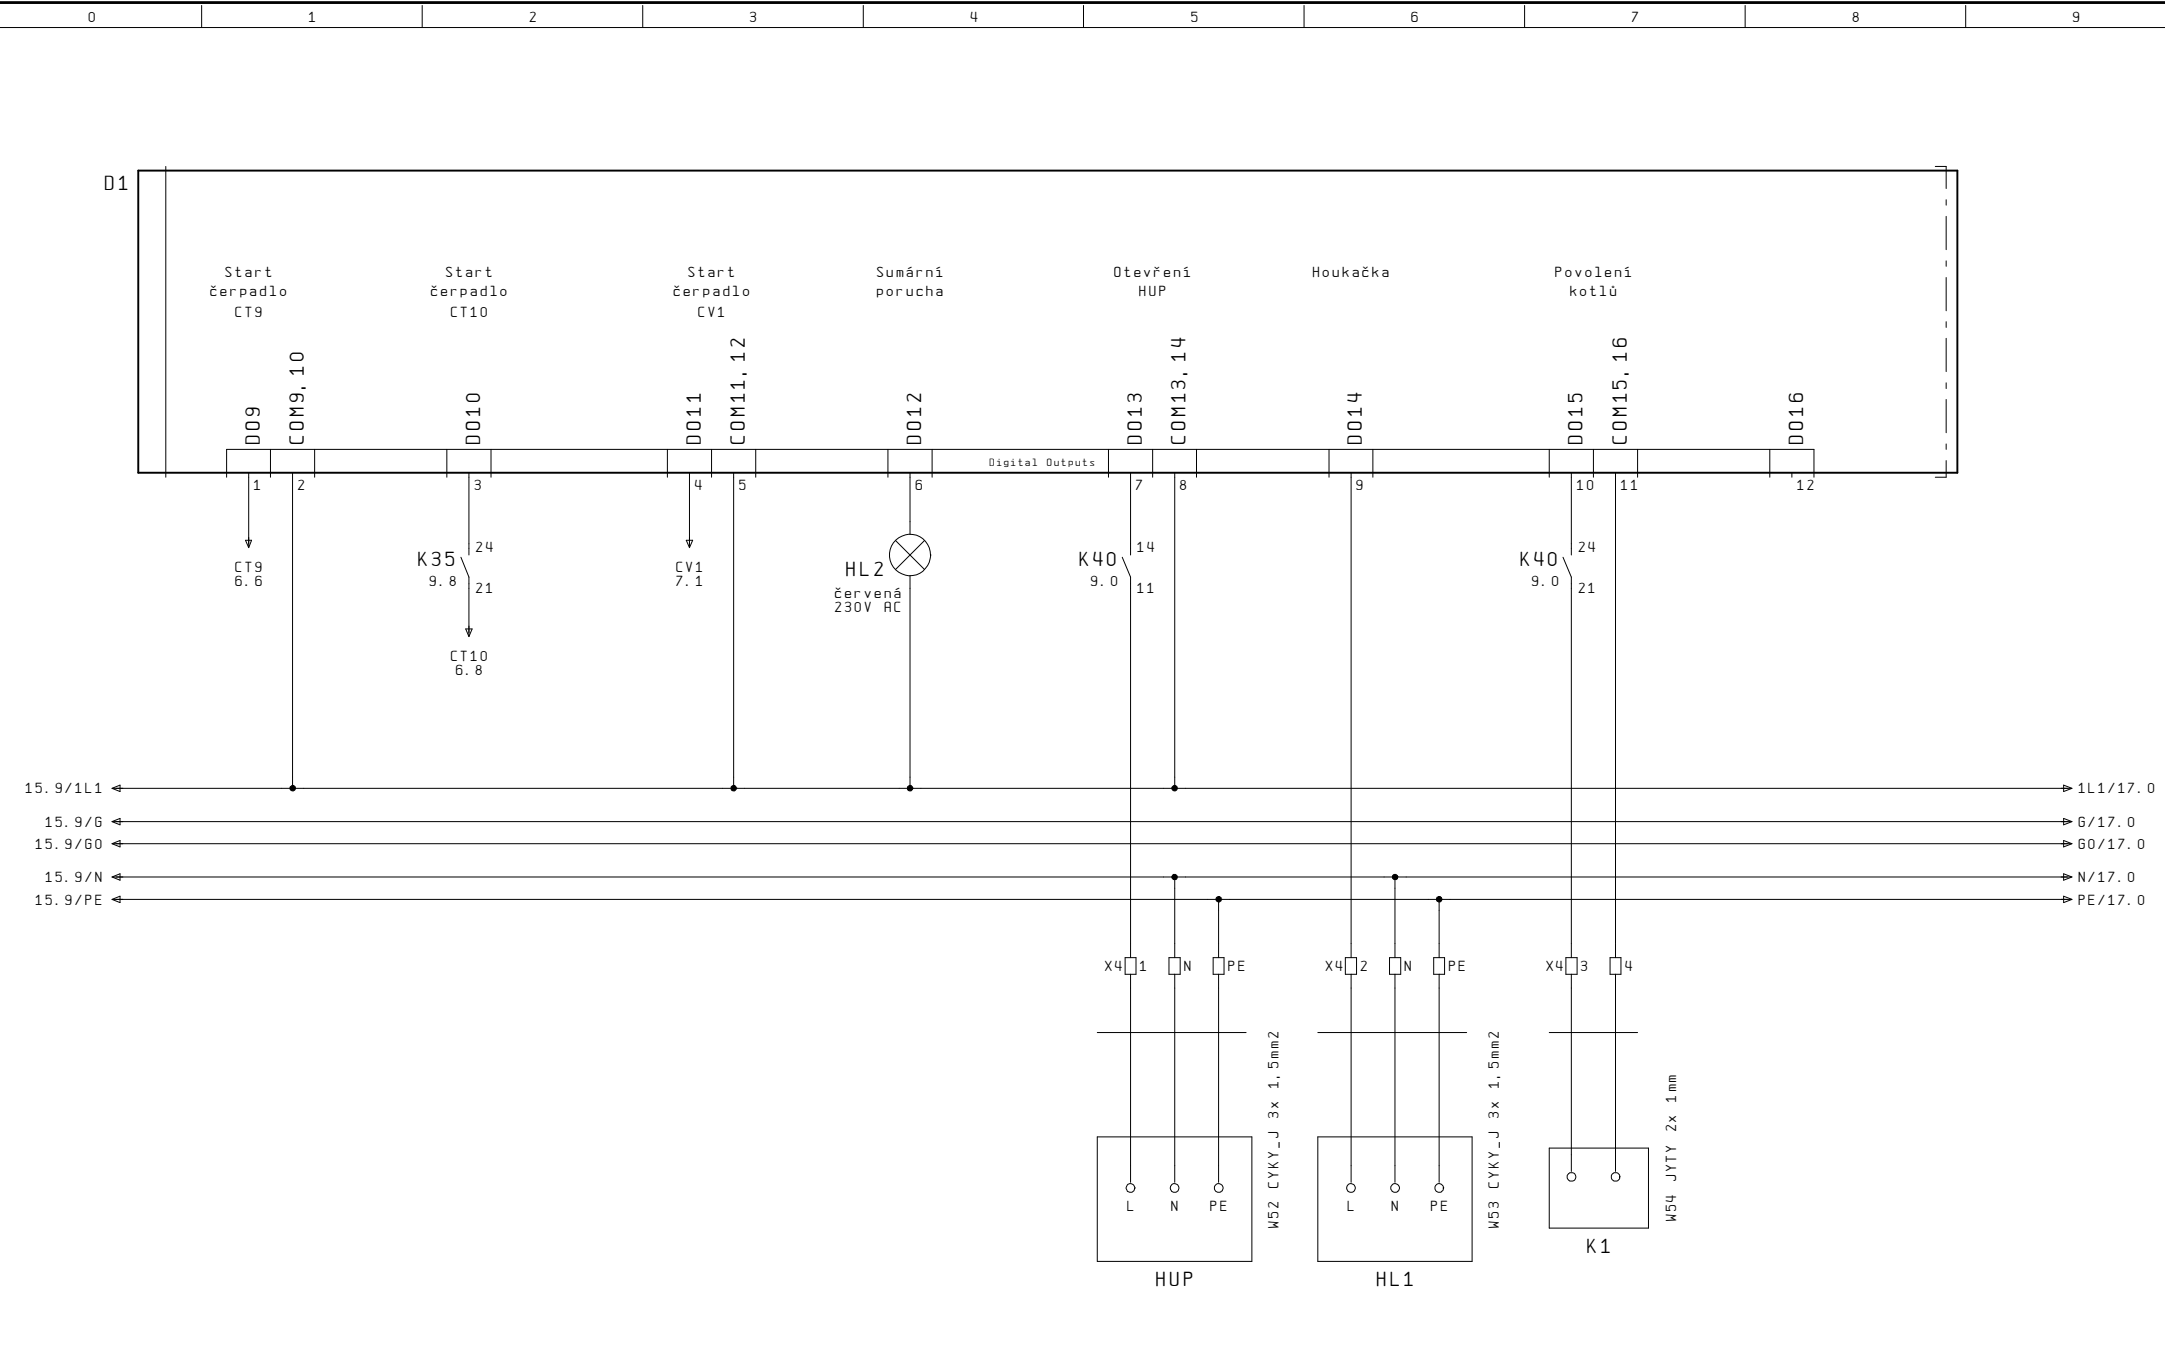 0 1 2 3 4 5 6 7 8 9
D1
Start
čerpadlo
CT9
Start
čerpadlo
CT10
Start
čerpadlo
CV1
Sumární
porucha
Otevření
HUP
Houkačka
Povolení
kotlů
DO9
COM9,10
DO10
DO11
COM11,12
DO12
DO13
COM13,14
DO14
DO15
COM15,16
DO16
Digital Outputs
1 2 3 4 5 6 7 8 9 10 11 12
CT9
6.6
K35
9.8
24
21
CT10
6.8
CV1
7.1
HL2
červená
230V AC
K40
9.0
14
11
K40
9.0
24
21
15.9/1L1
1L1/17.0
15.9/G
G/17.0
15.9/G0
G0/17.0
15.9/N
N/17.0
15.9/PE
PE/17.0
X4 1 N PE
X4 2 N PE
X4 3 4
W52 CYKY_J 3x 1,5mm2
W53 CYKY_J 3x 1,5mm2
W54 JYTY 2x 1mm
L N PE
HUP
L N PE
HL1
K1